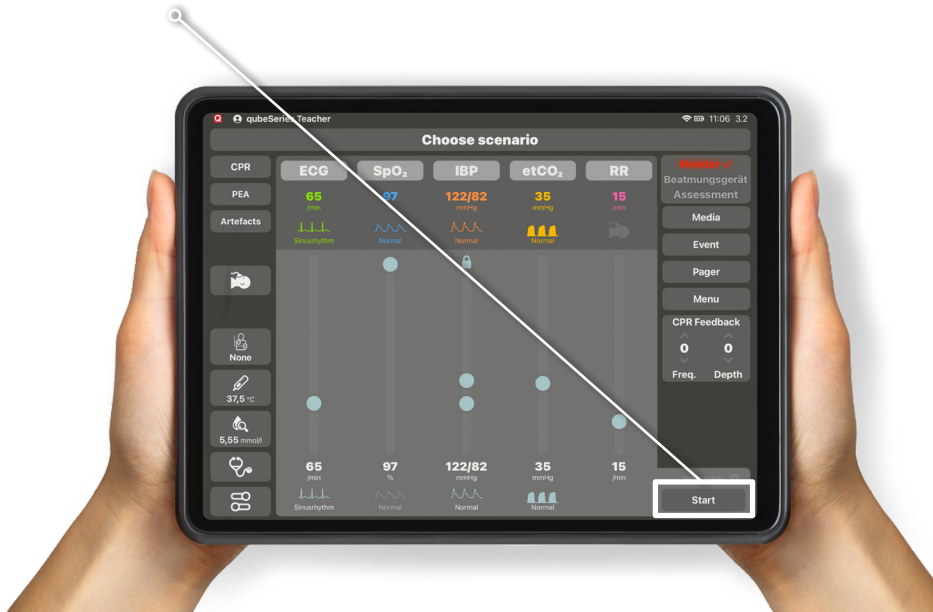 Q qubeSeries Teacher
11:06 3.2
Choose scenario
CPR
PEA
Artefacts
None
37,5 °C
5,55 mmol/l
ECG SpO₂ IBP etCO₂ RR
65 97 122/82 35 15
/min mmHg mmHg /min
Sinusrhythm Normal Normal Normal
65 97 122/82 35 15
/min % mmHg mmHg /min
Sinusrhythm Normal Normal Normal
Monitor ✓
Beatmungsgerät
Assessment
Media
Event
Pager
Menu
CPR Feedback
0 0
Freq. Depth
Start